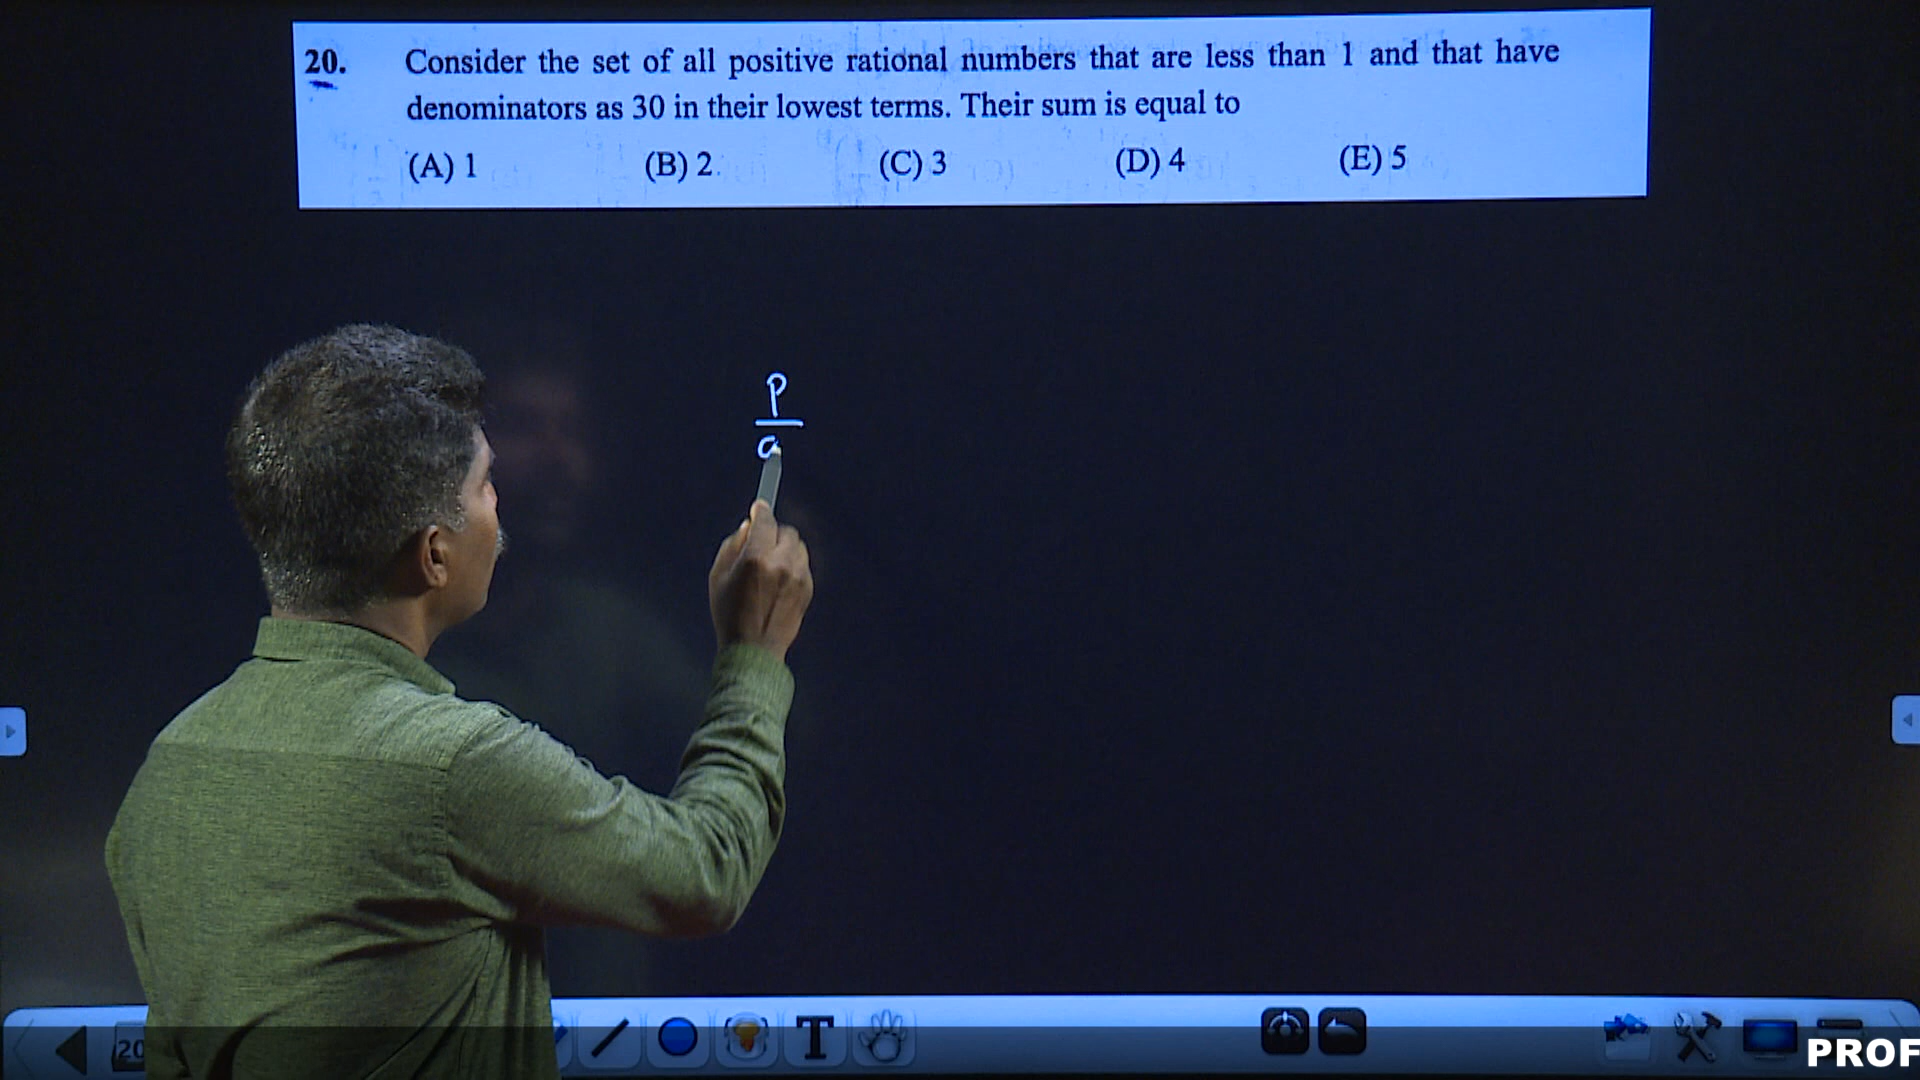 20. Consider the set of all positive rational numbers that are less than 1 and that have
denominators as 30 in their lowest terms. Their sum is equal to
(A) 1 (B) 2 (C) 3 (D) 4 (E) 5
P
T
20
PROF